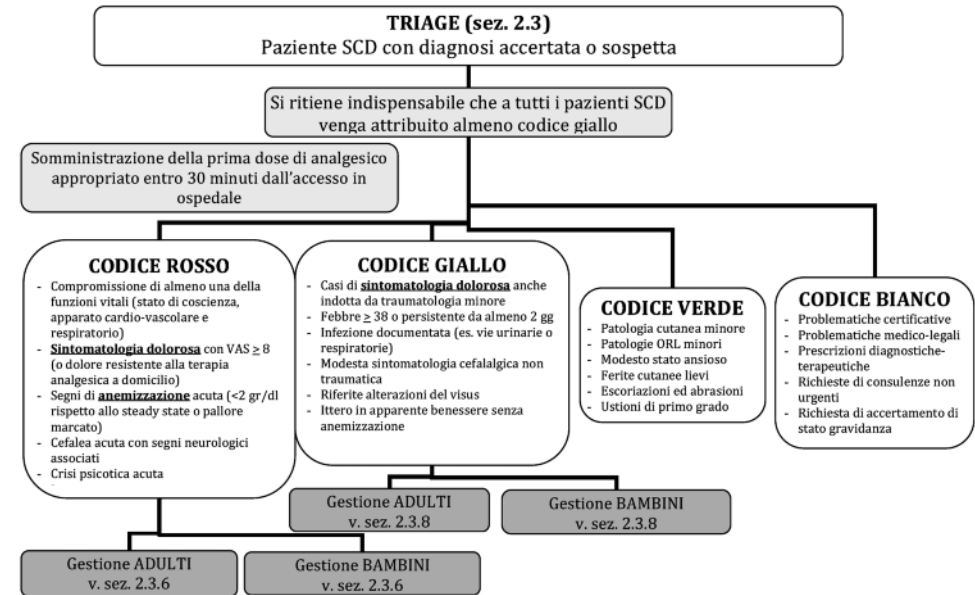 TRIAGE (sez. 2.3)
Paziente SCD con diagnosi accertata o sospetta
Si ritiene indispensabile che a tutti i pazienti SCD
venga attribuito almeno codice giallo
Somministrazione della prima dose di analgesico
appropriato entro 30 minuti dall'accesso in
ospedale
CODICE ROSSO
- Compromissione di almeno una della
funzioni vitali (stato di coscienza,
apparato cardio-vascolare e
respiratorio)
- Sintomatologia dolorosa con VAS ≥ 8
(o dolore resistente alla terapia
analgesica a domicilio)
- Segni di anemizzazione acuta (<2 gr/dl
rispetto allo steady state o pallore
marcato)
- Cefalea acuta con segni neurologici
associati
- Crisi psicotica acuta
CODICE GIALLO
- Casi di sintomatologia dolorosa anche
indotta da traumatologia minore
- Febbre ≥ 38 o persistente da almeno 2 gg
- Infezione documentata (es. vie urinarie o
respiratorie)
- Modesta sintomatologia cefalalgica non
traumatica
- Riferite alterazioni del visus
- Ittero in apparente benessere senza
anemizzazione
CODICE VERDE
- Patologia cutanea minore
- Patologie ORL minori
- Modesto stato ansioso
- Ferite cutanee lievi
- Escoriazioni ed abrasioni
- Ustioni di primo grado
CODICE BIANCO
- Problematiche certificative
- Problematiche medico-legali
- Prescrizioni diagnostiche-
terapeutiche
- Richieste di consulenze non
urgenti
- Richiesta di accertamento di
stato gravidanza
Gestione ADULTI
v. sez. 2.3.8
Gestione BAMBINI
v. sez. 2.3.8
Gestione ADULTI
v. sez. 2.3.6
Gestione BAMBINI
v. sez. 2.3.6